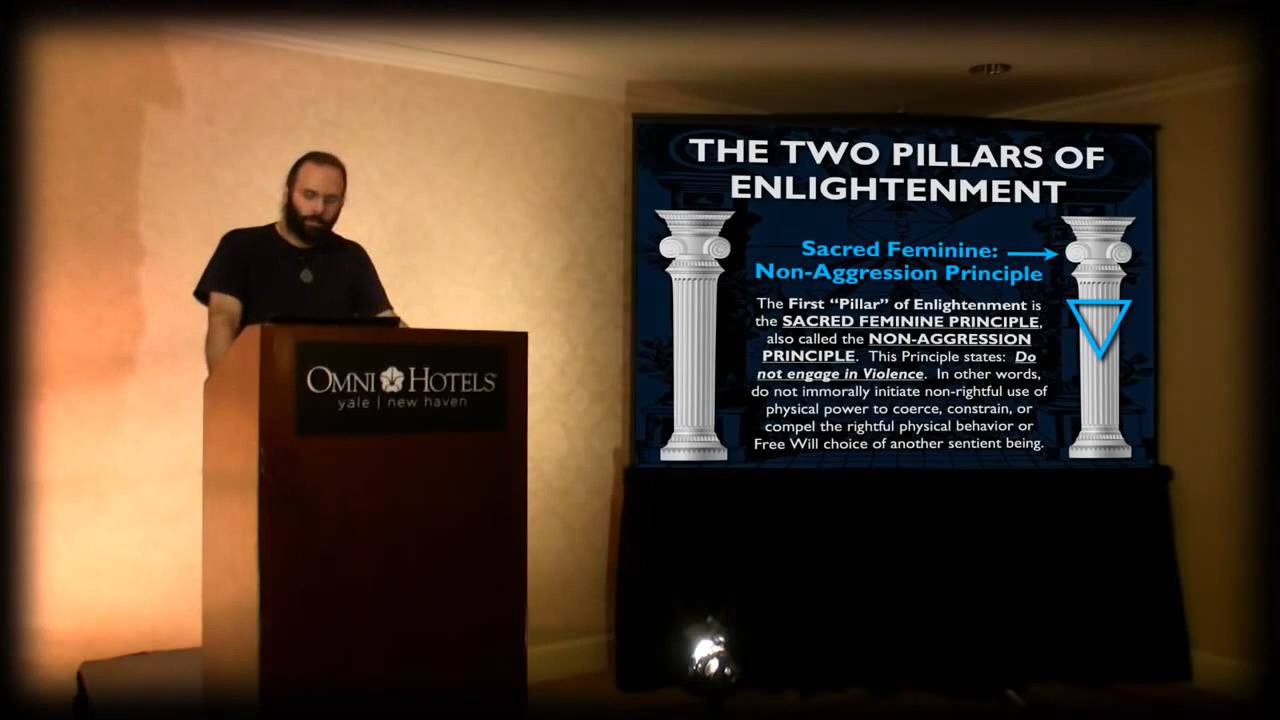 OMNI HOTELS
yale | new haven
THE TWO PILLARS OF
ENLIGHTENMENT
Sacred Feminine:
Non-Aggression Principle
The First “Pillar” of Enlightenment is
the SACRED FEMININE PRINCIPLE,
also called the NON-AGGRESSION
PRINCIPLE. This Principle states: Do
not engage in Violence. In other words,
do not immorally initiate non-rightful use of
physical power to coerce, constrain, or
compel the rightful physical behavior or
Free Will choice of another sentient being.